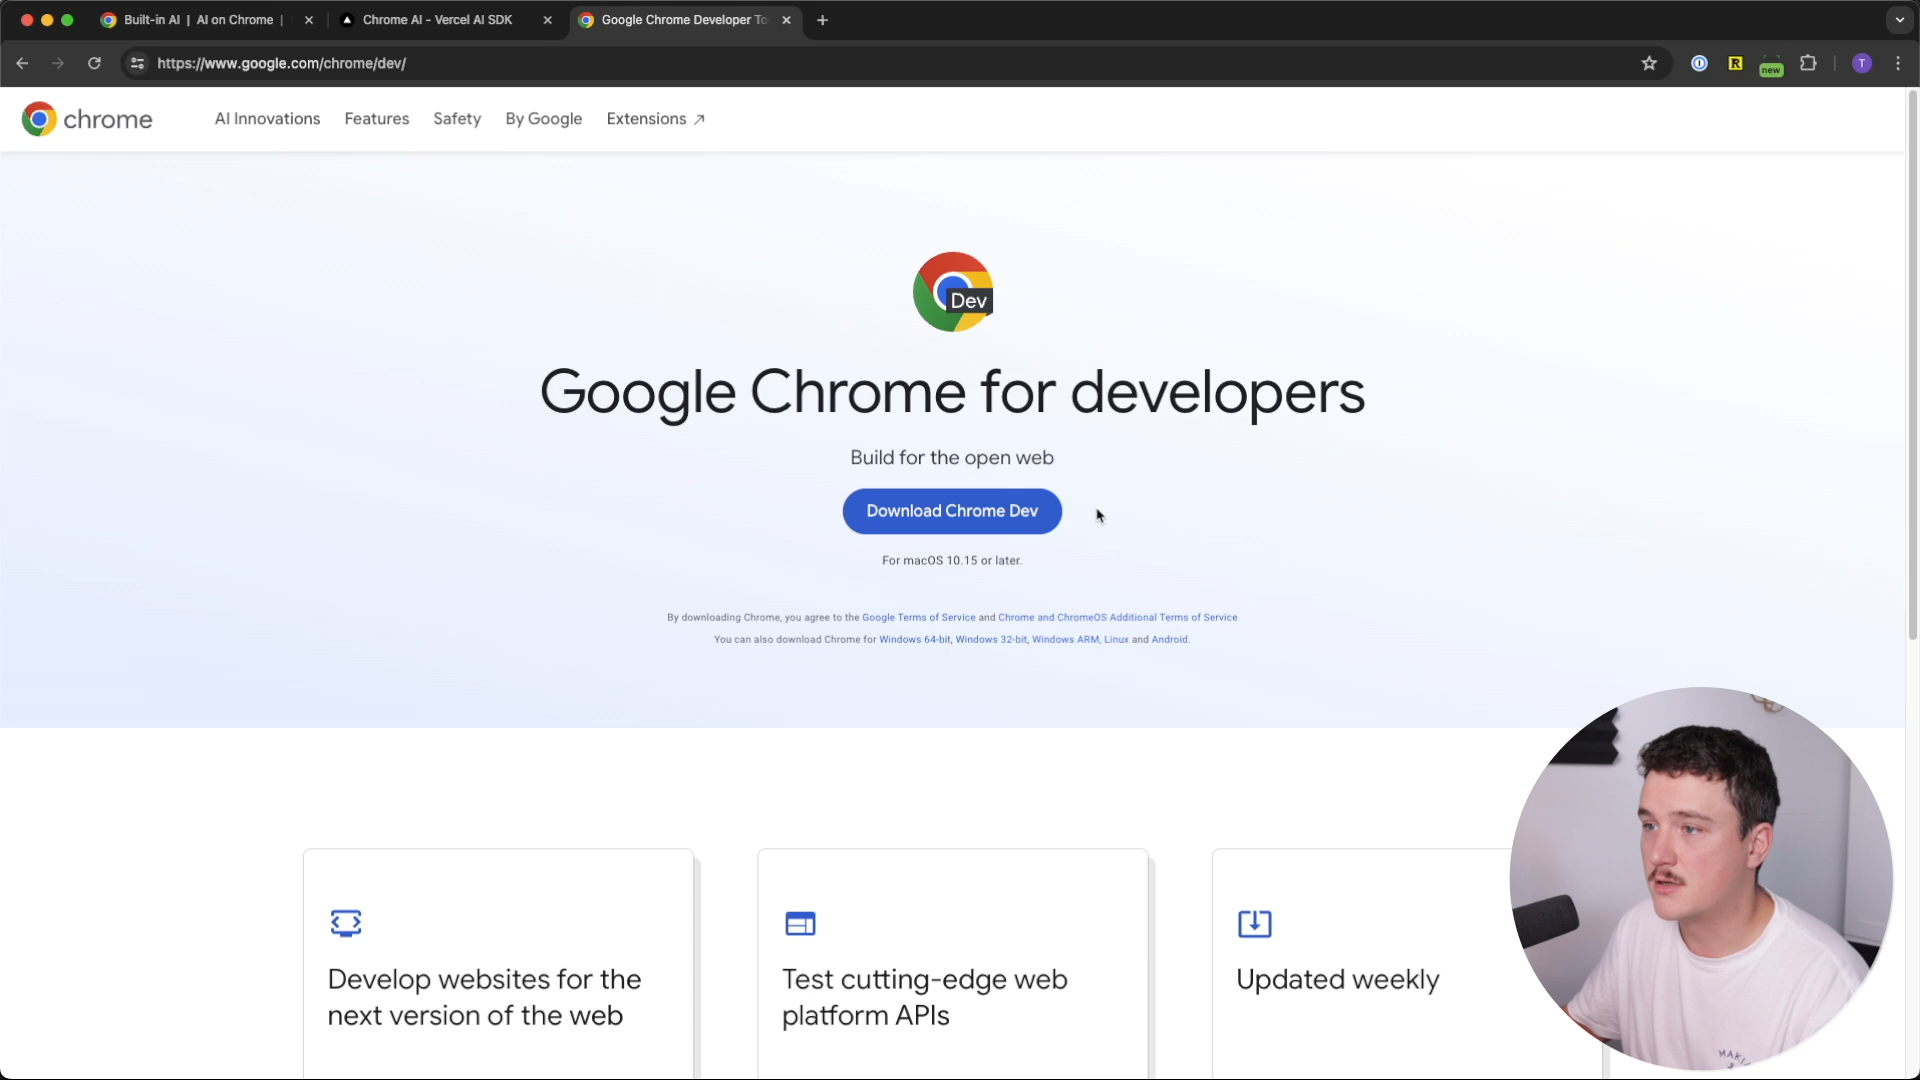 Built-in AI | AI on Chrome |
Chrome AI - Vercel AI SDK
Google Chrome Developer To
https://www.google.com/chrome/dev/
R
new
T
chrome
AI Innovations
Features
Safety
By Google
Extensions
Dev
Google Chrome for developers
Build for the open web
Download Chrome Dev
For macOS 10.15 or later.
By downloading Chrome, you agree to the Google Terms of Service and Chrome and ChromeOS Additional Terms of Service
You can also download Chrome for Windows 64-bit, Windows 32-bit, Windows ARM, Linux and Android.
Develop websites for the
next version of the web
Test cutting-edge web
platform APIs
Updated weekly